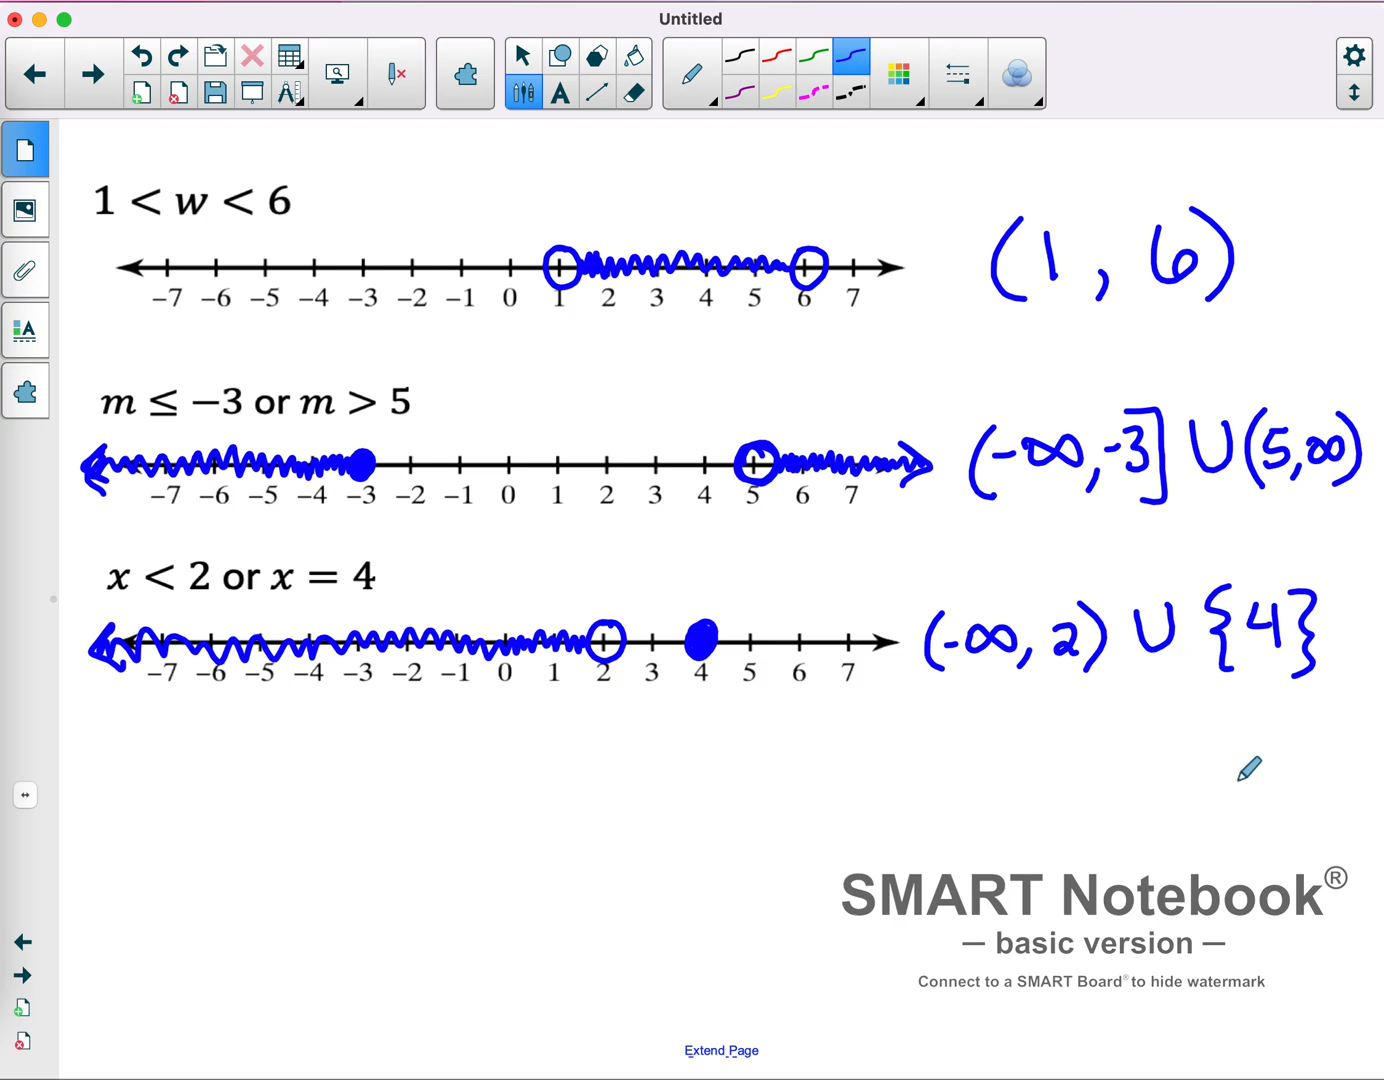 Untitled
1 < w < 6
(1, 6)
−7 −6 −5 −4 −3 −2 −1 0 1 2 3 4 5 6 7
m ≤ −3 or m > 5
(-∞, -3] ∪ (5, ∞)
−7 −6 −5 −4 −3 −2 −1 0 1 2 3 4 5 6 7
x < 2 or x = 4
(-∞, 2) ∪ {4}
−7 −6 −5 −4 −3 −2 −1 0 1 2 3 4 5 6 7
SMART Notebook®
— basic version —
Connect to a SMART Board® to hide watermark
Extend Page